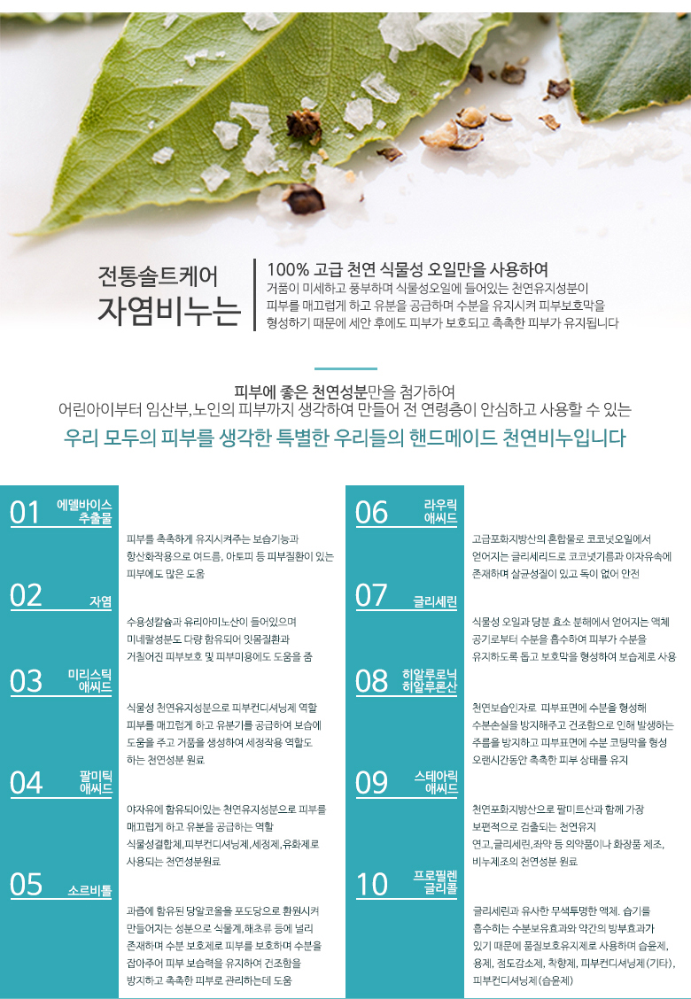 전통솔트케어
자염비누는
100% 고급 천연 식물성 오일만을 사용하여
거품이 미세하고 풍부하며 식물성오일에 들어있는 천연유지성분이
피부를 매끄럽게 하고 유분을 공급하며 수분을 유지시켜 피부보호막을
형성하기 때문에 세안 후에도 피부가 보호되고 촉촉한 피부가 유지됩니다
피부에 좋은 천연성분만을 첨가하여
어린아이부터 임산부,노인의 피부까지 생각하여 만들어 전 연령층이 안심하고 사용할 수 있는
우리 모두의 피부를 생각한 특별한 우리들의 핸드메이드 천연비누입니다
01 에델바이스
추출물
피부를 촉촉하게 유지시켜주는 보습기능과
항산화작용으로 여드름, 아토피 등 피부질환이 있는
피부에도 많은 도움
02 자염
수용성칼슘과 유리아미노산이 들어있으며
미네랄성분도 다량 함유되어 잇몸질환과
거칠어진 피부보호 및 피부미용에도 도움을 줌
03 미리스틱
애씨드
식물성 천연유지성분으로 피부컨디셔닝제 역할
피부를 매끄럽게 하고 유분기를 공급하여 보습에
도움을 주고 거품을 생성하여 세정작용 역할도
하는 천연성분 원료
04 팔미틱
애씨드
야자유에 함유되어있는 천연유지성분으로 피부를
매끄럽게 하고 유분을 공급하는 역할
식물성결합체,피부컨디셔닝제,세정제,유화제로
사용되는 천연성분원료
05 소르비톨
과즙에 함유된 당알코올을 포도당으로 환원시켜
만들어지는 성분으로 식물계,해초류 등에 널리
존재하며 수분 보호제로 피부를 보호하며 수분을
잡아주어 피부 보습력을 유지하여 건조함을
방지하고 촉촉한 피부로 관리하는데 도움
06 라우릭
애씨드
고급포화지방산의 혼합물로 코코넛오일에서
얻어지는 글리세리드로 코코넛기름과 야자유속에
존재하며 살균성질이 있고 독이 없어 안전
07 글리세린
식물성 오일과 당분 효소 분해에서 얻어지는 액체
공기로부터 수분을 흡수하여 피부가 수분을
유지하도록 돕고 보호막을 형성하여 보습제로 사용
08 히알루로닉
히알루론산
천연보습인자로 피부표면에 수분을 형성해
수분손실을 방지해주고 건조함으로 인해 발생하는
주름을 방지하고 피부표면에 수분 코팅막을 형성
오랜시간동안 촉촉한 피부 상태를 유지
09 스테아릭
애씨드
천연포화지방산으로 팔미트산과 함께 가장
보편적으로 검출되는 천연유지
연고,글리세린,좌약 등 의약품이나 화장품 제조,
비누제조의 천연성분 원료
10 프로필렌
글리콜
글리세린과 유사한 무색투명한 액체. 습기를
흡수하는 수분보유효과와 약간의 방부효과가
있기 때문에 품질보호유지제로 사용하며 습윤제,
용제, 점도감소제, 착향제, 피부컨디셔닝제(기타),
피부컨디셔닝제(습윤제)